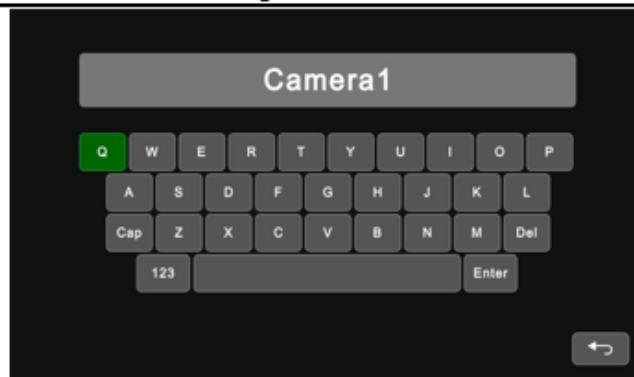 Camera1
Q W E R T Y U I O P
A S D F G H J K L
Cap Z X C V B N M Del
123 Enter